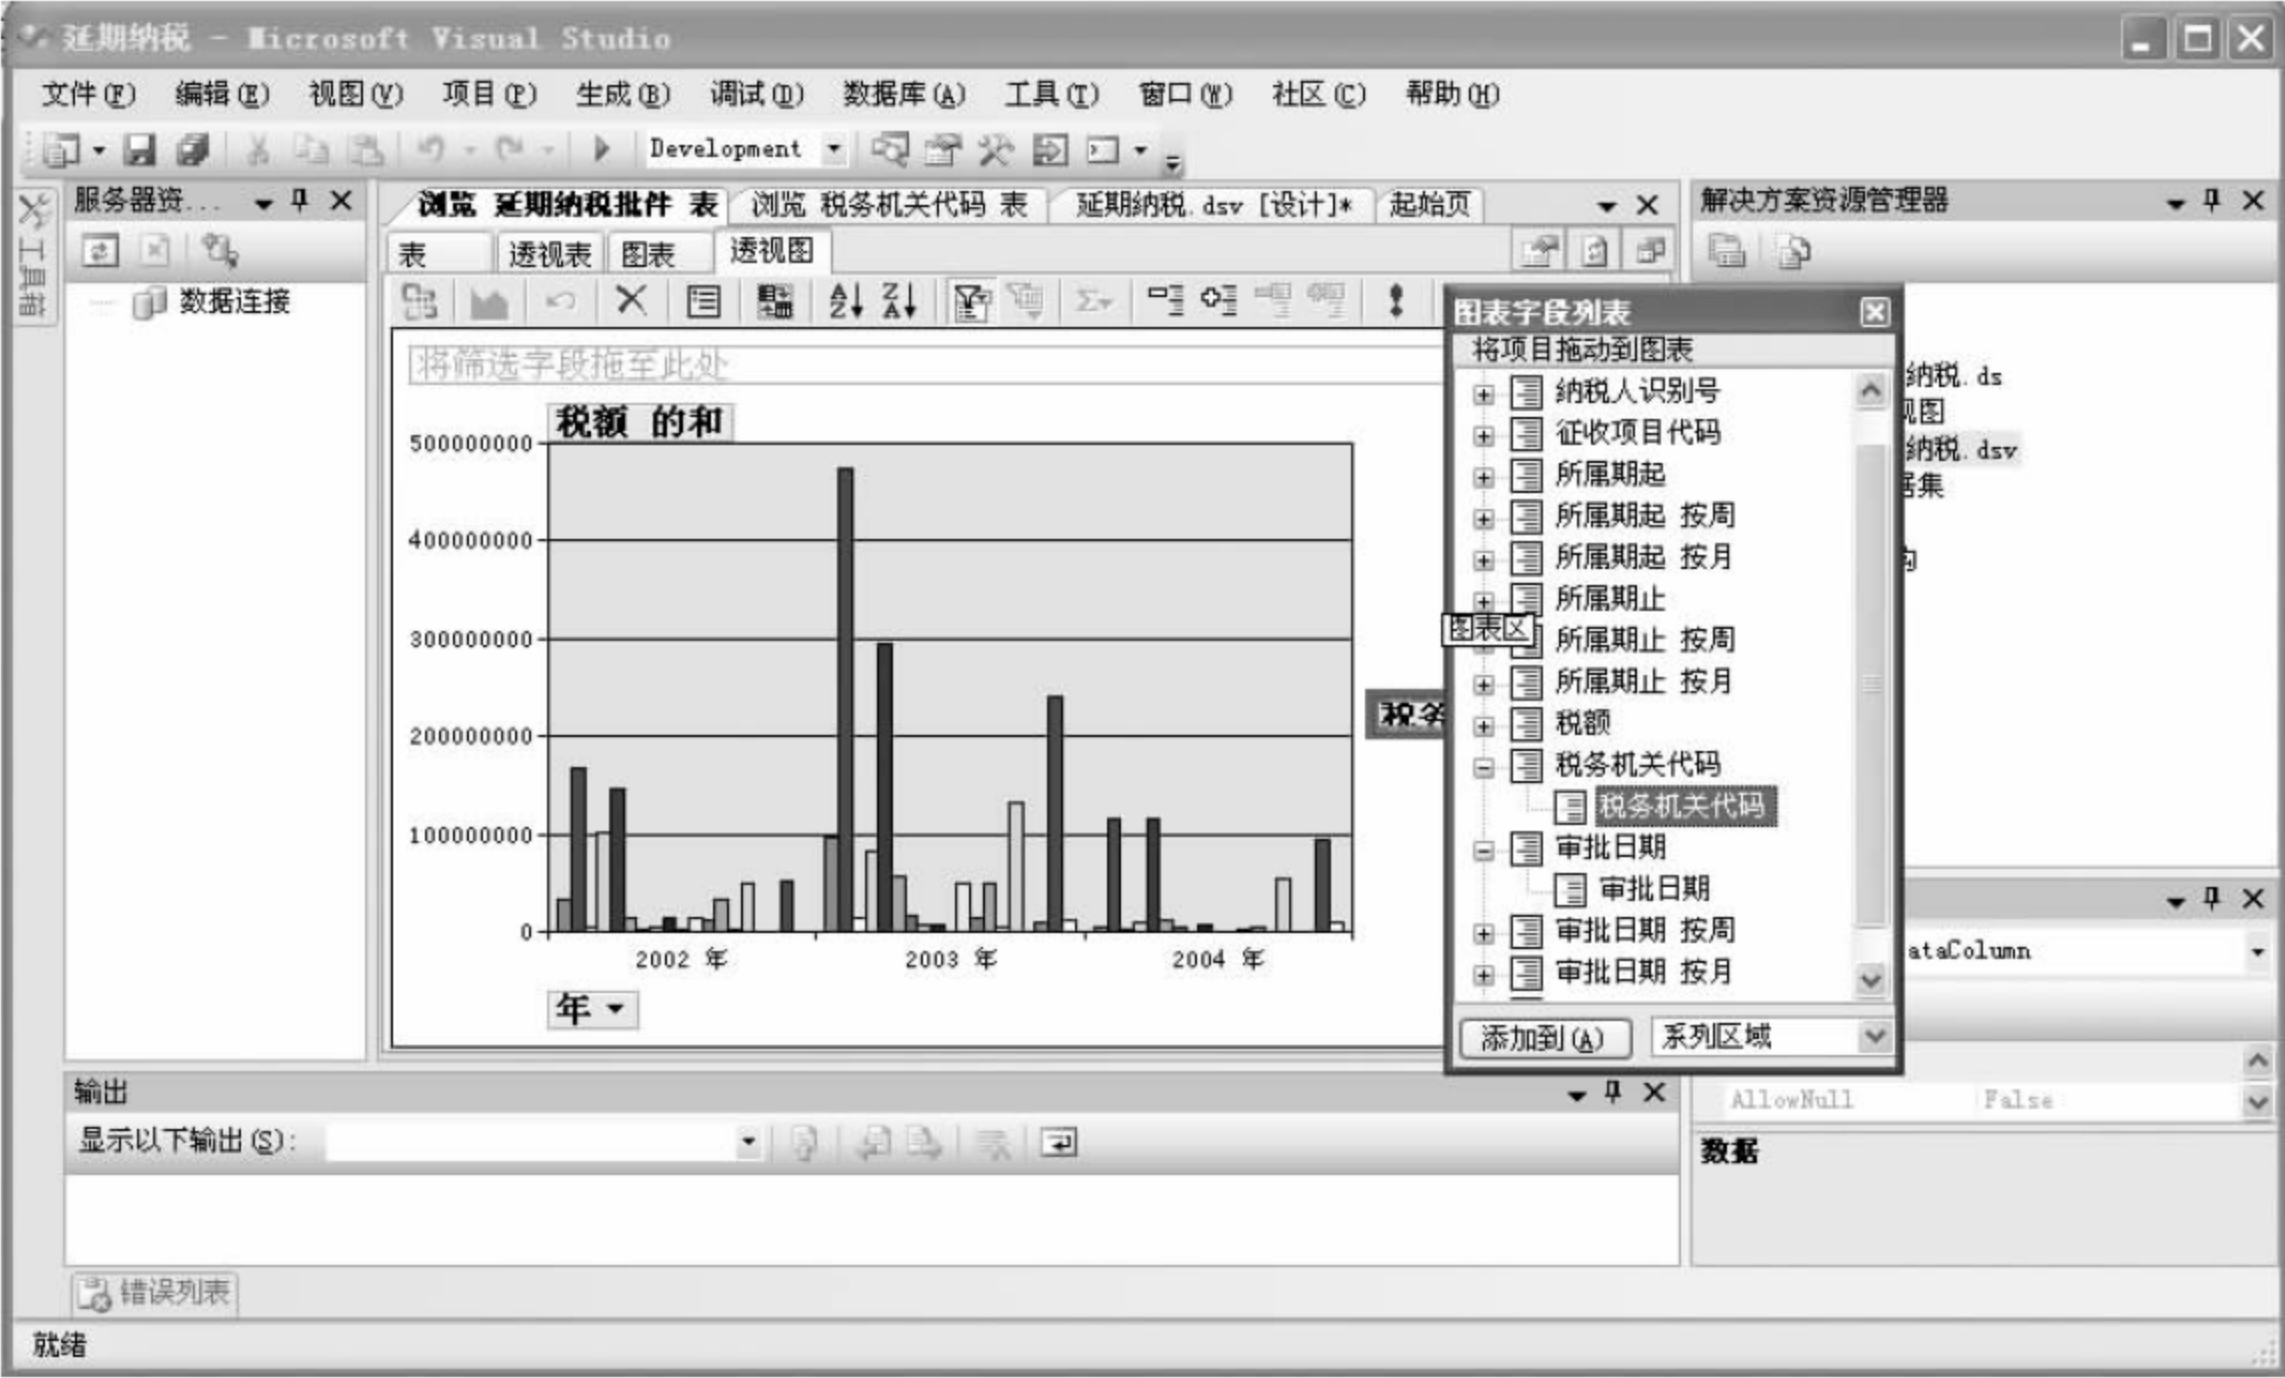 延期纳税 - Microsoft Visual Studio
文件(F) 编辑(E) 视图(V) 项目(P) 生成(B) 调试(D) 数据库(A) 工具(T) 窗口(W) 社区(C) 帮助(H)
Development
工具箱
服务器资...
数据连接
浏览 延期纳税批件 表 浏览 税务机关代码 表 延期纳税.dsv [设计]* 起始页
表 透视表 图表 透视图
将筛选字段拖至此处
税额 的和
500000000
400000000
300000000
200000000
100000000
0
2002 年 2003 年 2004 年
年
税务
图表区
图表字段列表
将项目拖动到图表
纳税人识别号
征收项目代码
所属期起
所属期起 按周
所属期起 按月
所属期止
所属期止 按周
所属期止 按月
税额
税务机关代码
税务机关代码
审批日期
审批日期
审批日期 按周
审批日期 按月
添加到(A) 系列区域
解决方案资源管理器
纳税.ds
视图
纳税.dsv
据集
构
ataColumn
AllowNull False
数据
输出
显示以下输出(S):
错误列表
就绪